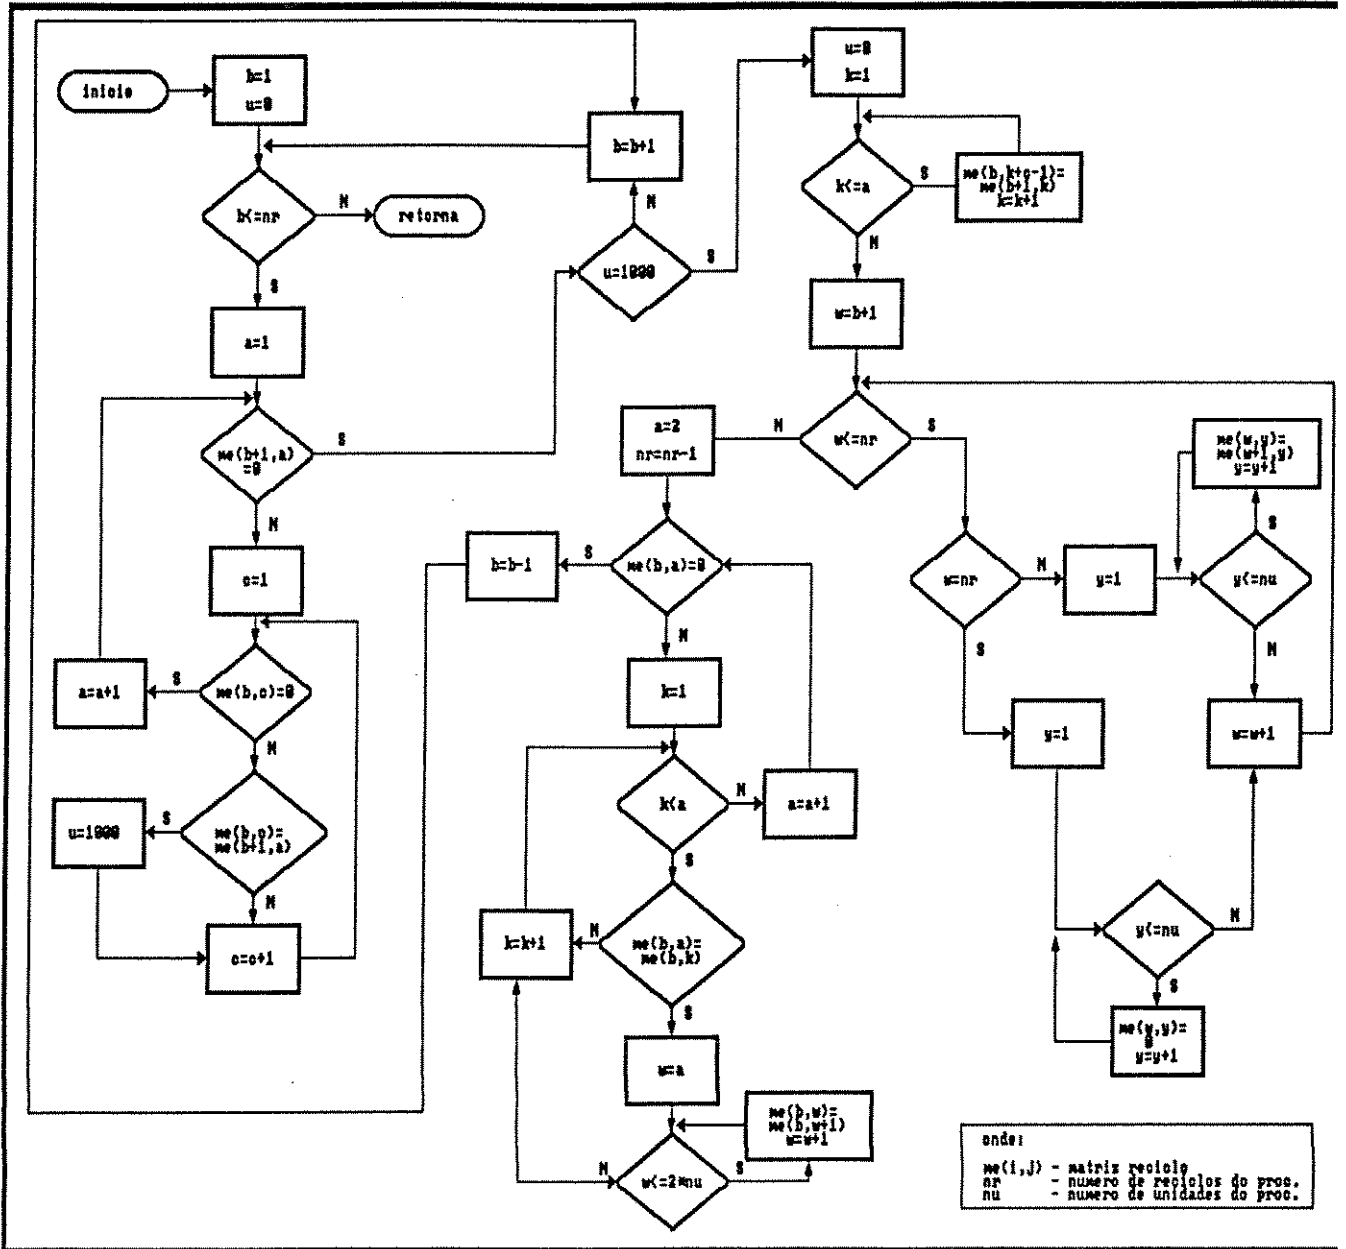 inicio
b=1
u=0
b<=nr
N
retorna
S
a=1
me(b+1,a)
=0
S
N
c=1
me(b,c)=0
S
a=a+1
N
me(b,c)=
me(b+1,a)
S
u=1000
N
c=c+1
b=b+1
N
u=1000
S
u=0
k=1
k<=a
S
me(b,k+c-1)=
me(b+1,k)
k=k+1
N
w=b+1
w<=nr
N
S
a=2
nr=nr-1
me(b,a)=0
S
b=b-1
N
k=1
k<a
N
a=a+1
S
me(b,a)=
me(b,k)
N
k=k+1
S
w=a
w<=2*nu
N
S
me(b,w)=
me(b,w+1)
w=w+1
w=nr
N
y=1
y<=nu
S
me(w,y)=
me(w+1,y)
y=y+1
N
w=w+1
S
y=1
y<=nu
N
S
y=y+1
onde:
me(i,j) - matriz reciclo
nr - numero de reciclos do proc.
nu - numero de unidades do proc.